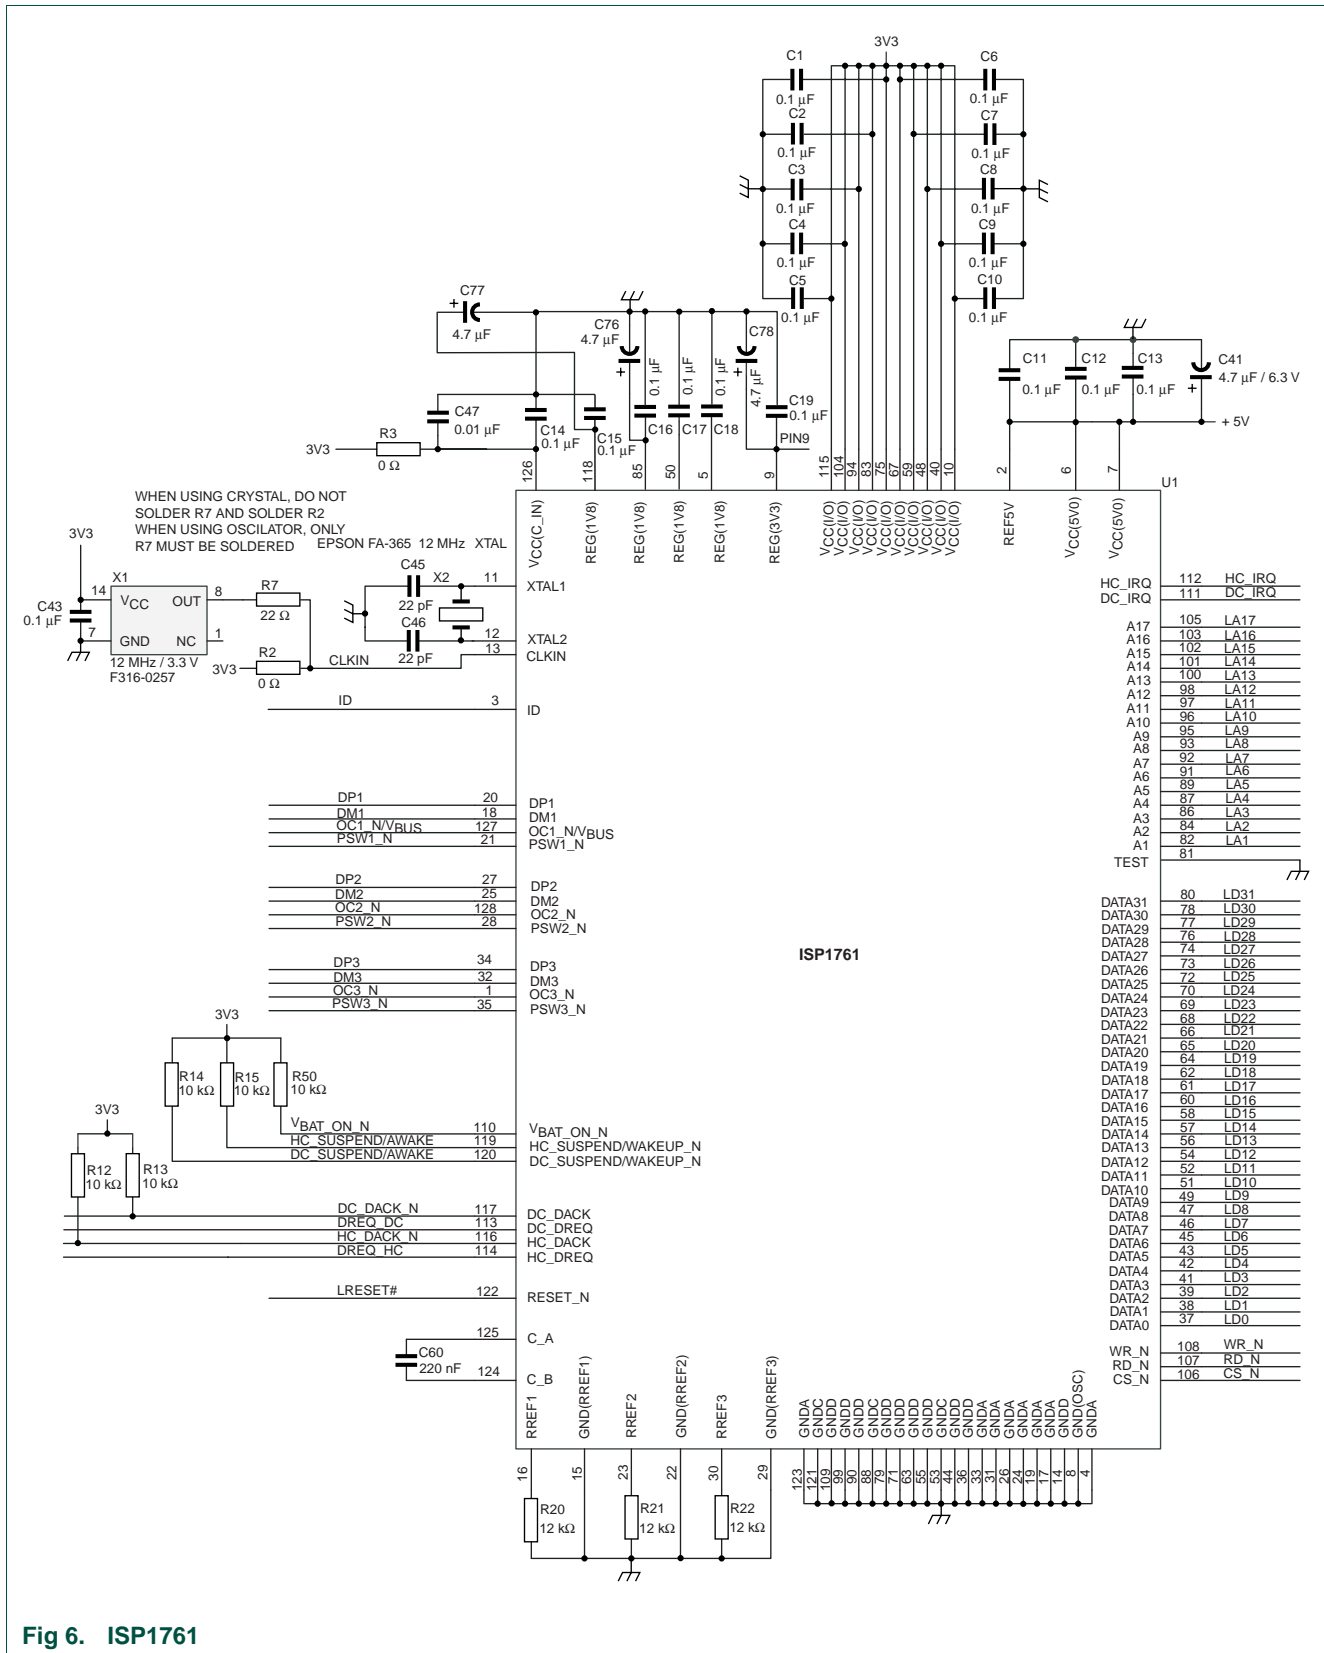 3V3
C1
0.1 µF
C2
0.1 µF
C3
0.1 µF
C4
0.1 µF
C5
0.1 µF
C6
0.1 µF
C7
0.1 µF
C8
0.1 µF
C9
0.1 µF
C10
0.1 µF
C77
+
4.7 µF
C76
4.7 µF
+
0.1 µF
C16
0.1 µF
C17
0.1 µF
C18
C78
+
4.7 µF
C19
0.1 µF
PIN9
C11
0.1 µF
C12
0.1 µF
C13
0.1 µF
C41
4.7 µF / 6.3 V
+
+ 5V
C47
0.01 µF
C14
0.1 µF
C15
0.1 µF
3V3
R3
0 Ω
126
118
85
50
5
9
115
104
94
83
75
67
59
48
40
10
2
6
7
U1
VCC(C_IN)
REG(1V8)
REG(1V8)
REG(1V8)
REG(1V8)
REG(3V3)
VCC(I/O)
VCC(I/O)
VCC(I/O)
VCC(I/O)
VCC(I/O)
VCC(I/O)
VCC(I/O)
VCC(I/O)
VCC(I/O)
VCC(I/O)
REF5V
VCC(5V0)
VCC(5V0)
WHEN USING CRYSTAL, DO NOT
SOLDER R7 AND SOLDER R2
WHEN USING OSCILATOR, ONLY
R7 MUST BE SOLDERED
EPSON FA-365 12 MHz XTAL
3V3
C43
0.1 µF
X1
14 VCC OUT 8
7 GND NC 1
12 MHz / 3.3 V
F316-0257
R7
22 Ω
3V3
R2
0 Ω
CLKIN
C45
22 pF
X2
C46
22 pF
11 XTAL1
12 XTAL2
13 CLKIN
ID 3 ID
DP1 20 DP1
DM1 18 DM1
OC1_N/VBUS 127 OC1_N/VBUS
PSW1_N 21 PSW1_N
DP2 27 DP2
DM2 25 DM2
OC2_N 128 OC2_N
PSW2_N 28 PSW2_N
DP3 34 DP3
DM3 32 DM3
OC3_N 1 OC3_N
PSW3_N 35 PSW3_N
3V3
R14
10 kΩ
R15
10 kΩ
R50
10 kΩ
VBAT_ON_N 110 VBAT_ON_N
HC_SUSPEND/AWAKE 119 HC_SUSPEND/WAKEUP_N
DC_SUSPEND/AWAKE 120 DC_SUSPEND/WAKEUP_N
3V3
R12
10 kΩ
R13
10 kΩ
DC_DACK_N 117 DC_DACK
DREQ_DC 113 DC_DREQ
HC_DACK_N 116 HC_DACK
DREQ_HC 114 HC_DREQ
LRESET# 122 RESET_N
125 C_A
C60
220 nF
124 C_B
ISP1761
HC_IRQ 112 HC_IRQ
DC_IRQ 111 DC_IRQ
A17 105 LA17
A16 103 LA16
A15 102 LA15
A14 101 LA14
A13 100 LA13
A12 98 LA12
A11 97 LA11
A10 96 LA10
A9 95 LA9
A8 93 LA8
A7 92 LA7
A6 91 LA6
A5 89 LA5
A4 87 LA4
A3 86 LA3
A2 84 LA2
A1 82 LA1
TEST 81
DATA31 80 LD31
DATA30 78 LD30
DATA29 77 LD29
DATA28 76 LD28
DATA27 74 LD27
DATA26 73 LD26
DATA25 72 LD25
DATA24 70 LD24
DATA23 69 LD23
DATA22 68 LD22
DATA21 66 LD21
DATA20 65 LD20
DATA19 64 LD19
DATA18 62 LD18
DATA17 61 LD17
DATA16 60 LD16
DATA15 58 LD15
DATA14 57 LD14
DATA13 56 LD13
DATA12 54 LD12
DATA11 52 LD11
DATA10 51 LD10
DATA9 49 LD9
DATA8 47 LD8
DATA7 46 LD7
DATA6 45 LD6
DATA5 43 LD5
DATA4 42 LD4
DATA3 41 LD3
DATA2 39 LD2
DATA1 38 LD1
DATA0 37 LD0
WR_N 108 WR_N
RD_N 107 RD_N
CS_N 106 CS_N
RREF1
GND(RREF1)
RREF2
GND(RREF2)
RREF3
GND(RREF3)
GNDA
GNDC
GNDD
GNDD
GNDD
GNDC
GNDD
GNDD
GNDD
GNDD
GNDC
GNDD
GNDD
GNDA
GNDA
GNDA
GNDA
GNDA
GNDA
GNDD
GND(OSC)
GNDA
16
15
23
22
30
29
123
121
109
99
90
88
79
71
63
55
53
44
36
33
31
26
24
19
17
14
8
4
R20
12 kΩ
R21
12 kΩ
R22
12 kΩ
Fig 6. ISP1761